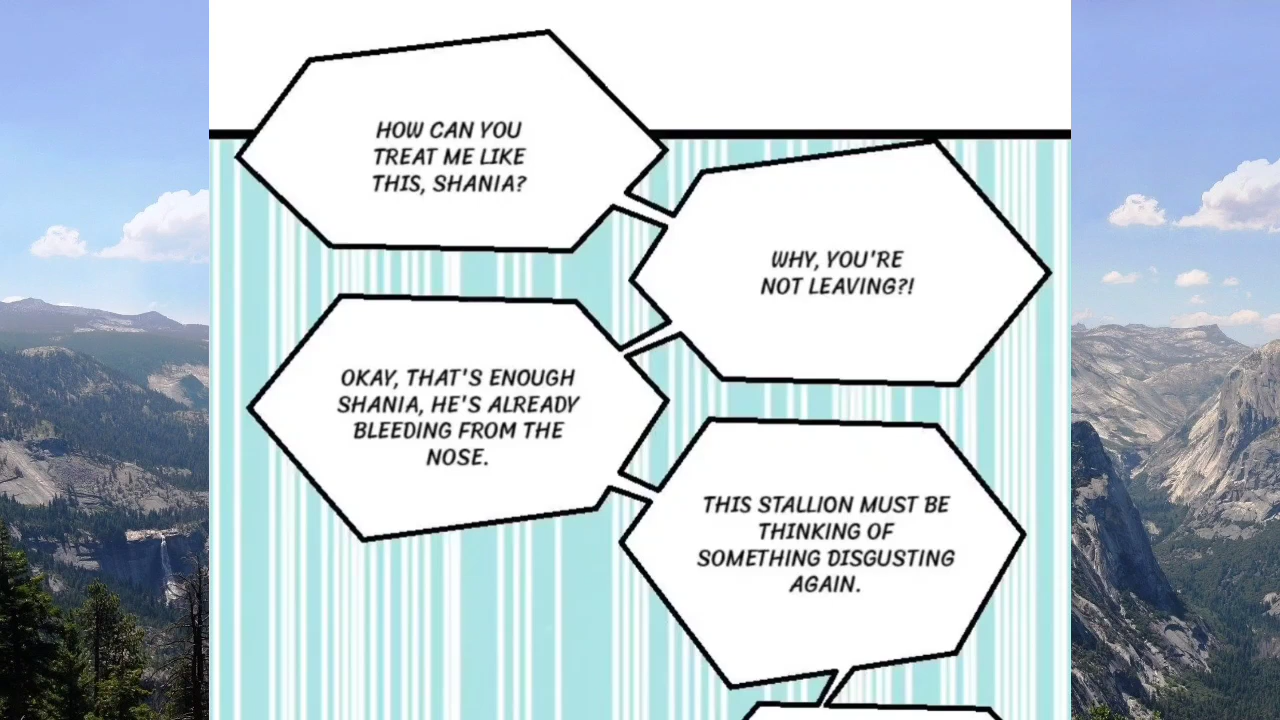 HOW CAN YOU
TREAT ME LIKE
THIS, SHANIA?
WHY, YOU'RE
NOT LEAVING?!
OKAY, THAT'S ENOUGH
SHANIA, HE'S ALREADY
BLEEDING FROM THE
NOSE.
THIS STALLION MUST BE
THINKING OF
SOMETHING DISGUSTING
AGAIN.